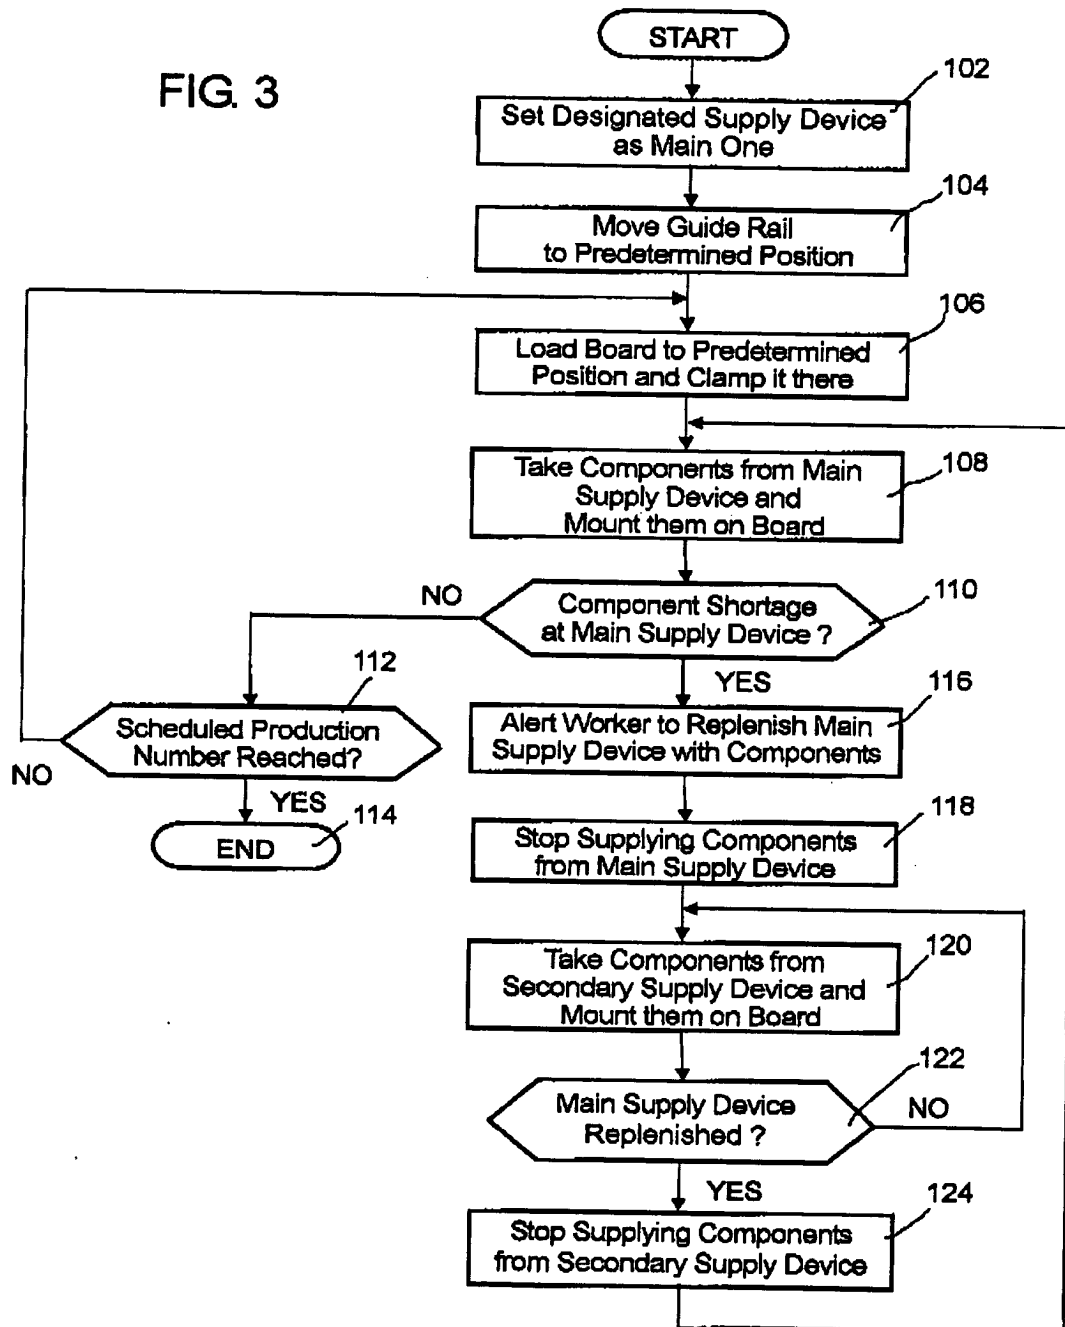 START
FIG. 3
102
Set Designated Supply Device
as Main One
104
Move Guide Rail
to Predetermined Position
106
Load Board to Predetermined
Position and Clamp it there
108
Take Components from Main
Supply Device and
Mount them on Board
NO
110
Component Shortage
at Main Supply Device ?
112
YES
116
Scheduled Production
Number Reached?
NO
Alert Worker to Replenish Main
Supply Device with Components
YES
114
END
118
Stop Supplying Components
from Main Supply Device
120
Take Components from
Secondary Supply Device and
Mount them on Board
122
Main Supply Device
Replenished ?
NO
YES
124
Stop Supplying Components
from Secondary Supply Device